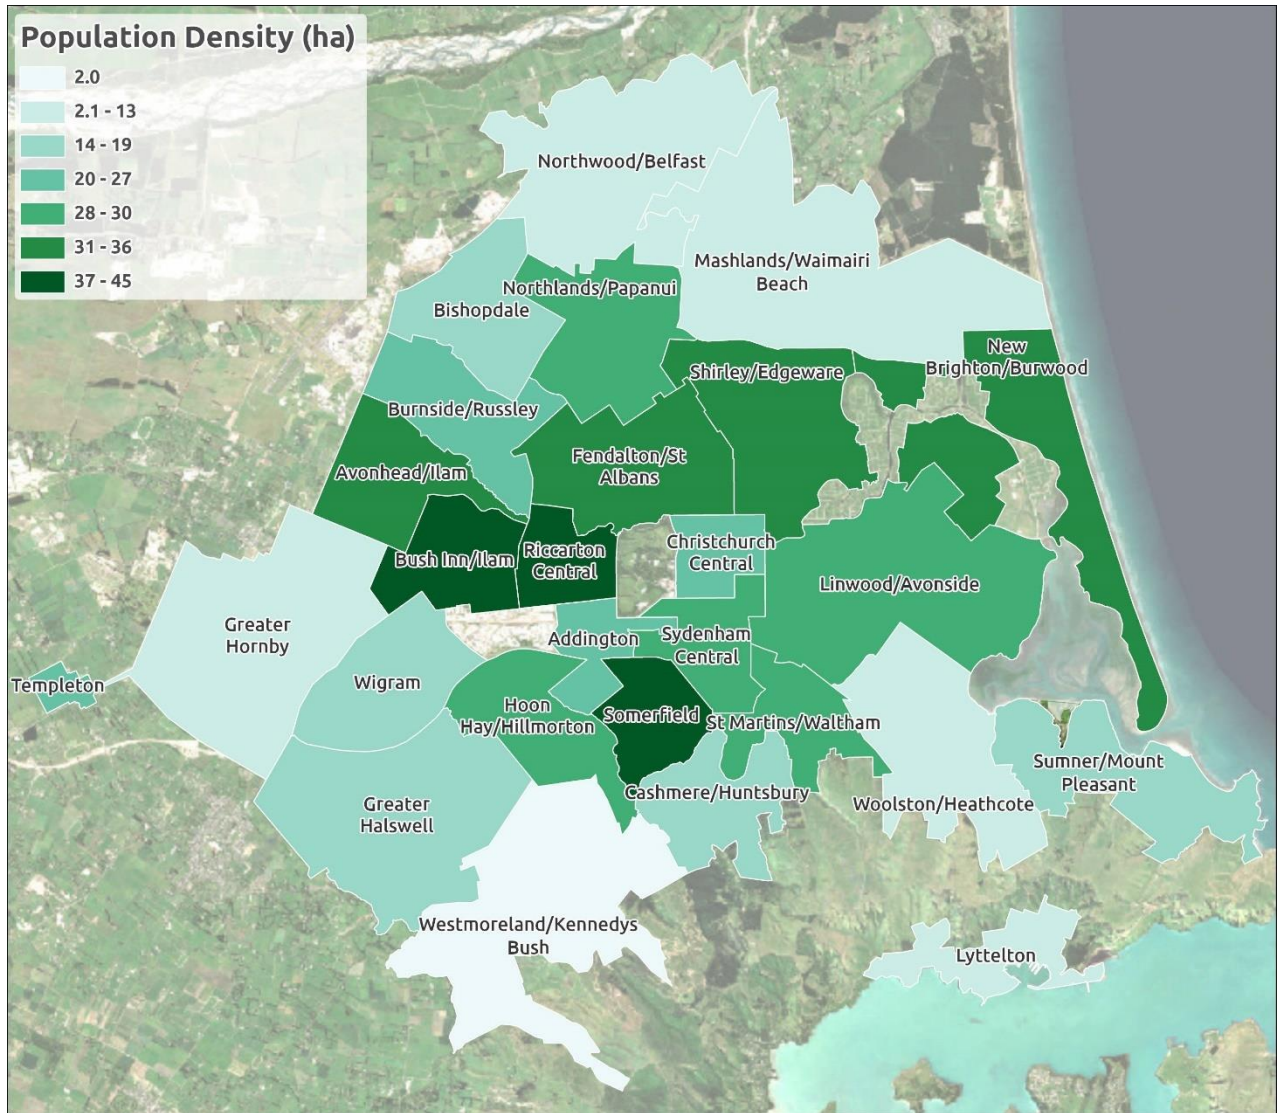 Population Density (ha)
2.0
2.1 - 13
14 - 19
20 - 27
28 - 30
31 - 36
37 - 45
Northwood/Belfast
Mashlands/Waimairi
Beach
Northlands/Papanui
Bishopdale
New
Brighton/Burwood
Shirley/Edgeware
Burnside/Russley
Fendalton/St
Albans
Avonhead/Ilam
Christchurch
Central
Bush Inn/Ilam
Riccarton
Central
Linwood/Avonside
Greater
Hornby
Addington
Sydenham
Central
Templeton
Wigram
Hoon
Hay/Hillmorton
Somerfield
St Martins/Waltham
Sumner/Mount
Pleasant
Cashmere/Huntsbury
Woolston/Heathcote
Greater
Halswell
Westmoreland/Kennedys
Bush
Lyttelton